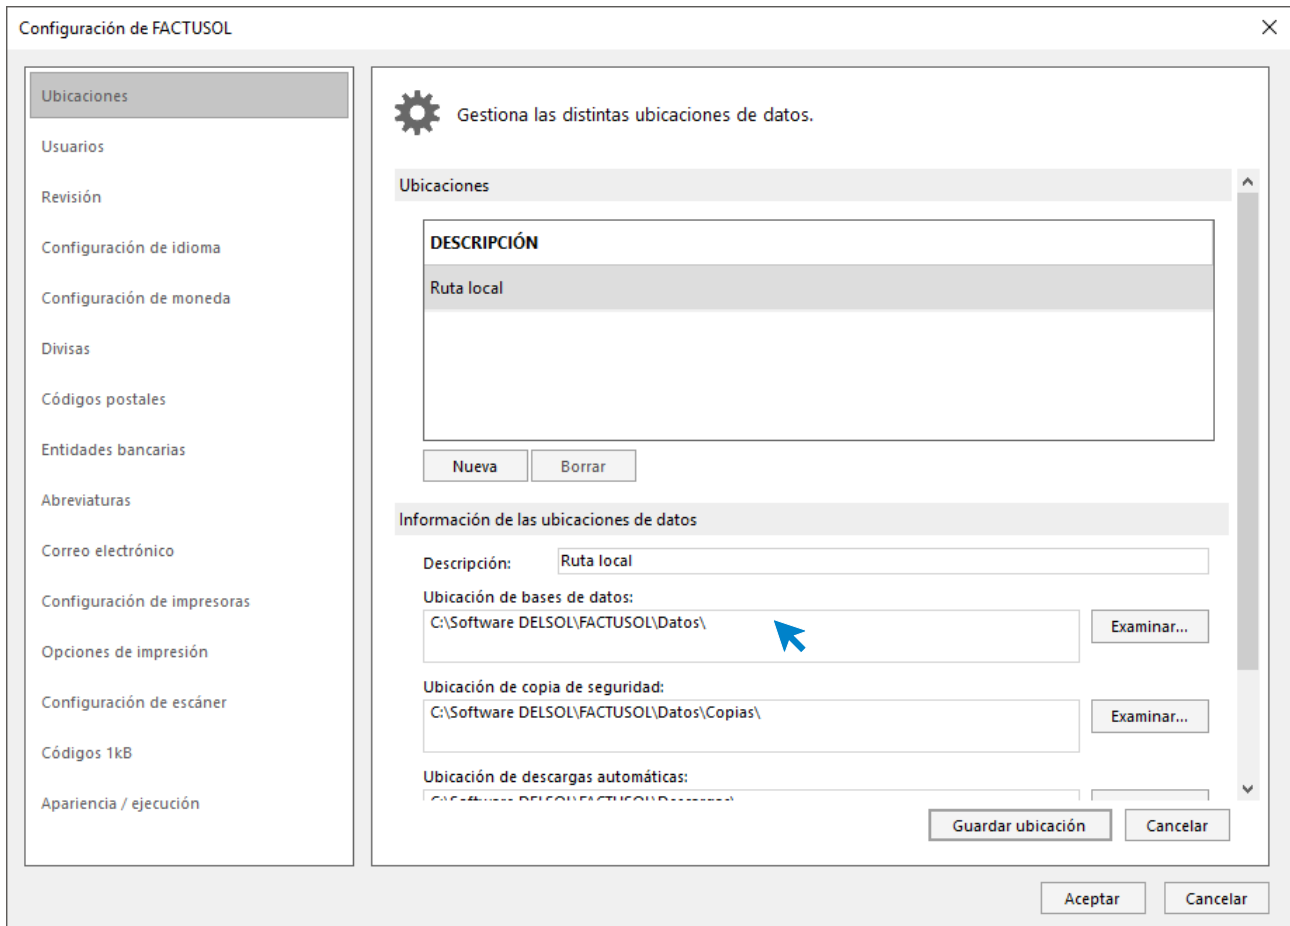 Configuración de FACTUSOL
Ubicaciones
Usuarios
Revisión
Configuración de idioma
Configuración de moneda
Divisas
Códigos postales
Entidades bancarias
Abreviaturas
Correo electrónico
Configuración de impresoras
Opciones de impresión
Configuración de escáner
Códigos 1kB
Apariencia / ejecución
Gestiona las distintas ubicaciones de datos.
Ubicaciones
DESCRIPCIÓN
Ruta local
Nueva Borrar
Información de las ubicaciones de datos
Descripción: Ruta local
Ubicación de bases de datos:
C:\Software DELSOL\FACTUSOL\Datos\ Examinar...
Ubicación de copia de seguridad:
C:\Software DELSOL\FACTUSOL\Datos\Copias\ Examinar...
Ubicación de descargas automáticas:
C:\Software DELSOL\FACTUSOL\Descargas\
Guardar ubicación Cancelar
Aceptar Cancelar